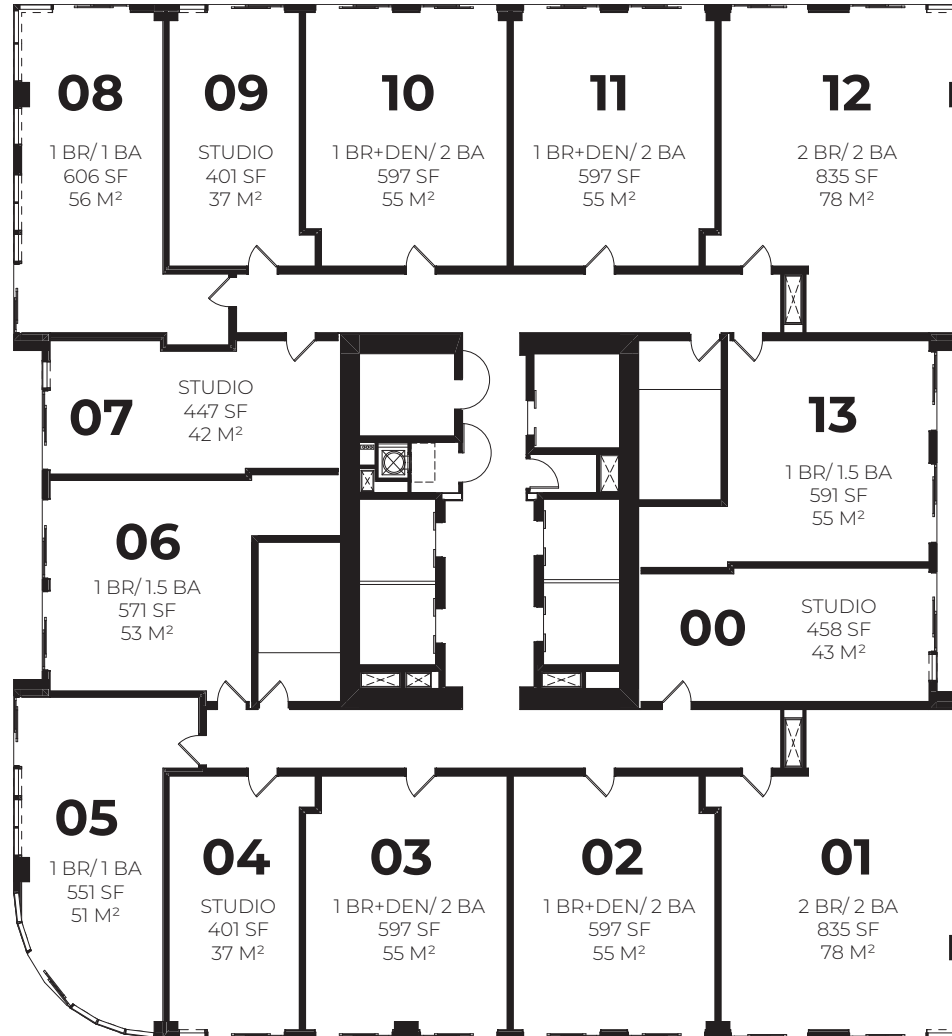 08
1 BR/ 1 BA
606 SF
56 M²
09
STUDIO
401 SF
37 M²
10
1 BR+DEN/ 2 BA
597 SF
55 M²
11
1 BR+DEN/ 2 BA
597 SF
55 M²
12
2 BR/ 2 BA
835 SF
78 M²
07
STUDIO
447 SF
42 M²
13
1 BR/ 1.5 BA
591 SF
55 M²
06
1 BR/ 1.5 BA
571 SF
53 M²
00
STUDIO
458 SF
43 M²
05
1 BR/ 1 BA
551 SF
51 M²
04
STUDIO
401 SF
37 M²
03
1 BR+DEN/ 2 BA
597 SF
55 M²
02
1 BR+DEN/ 2 BA
597 SF
55 M²
01
2 BR/ 2 BA
835 SF
78 M²